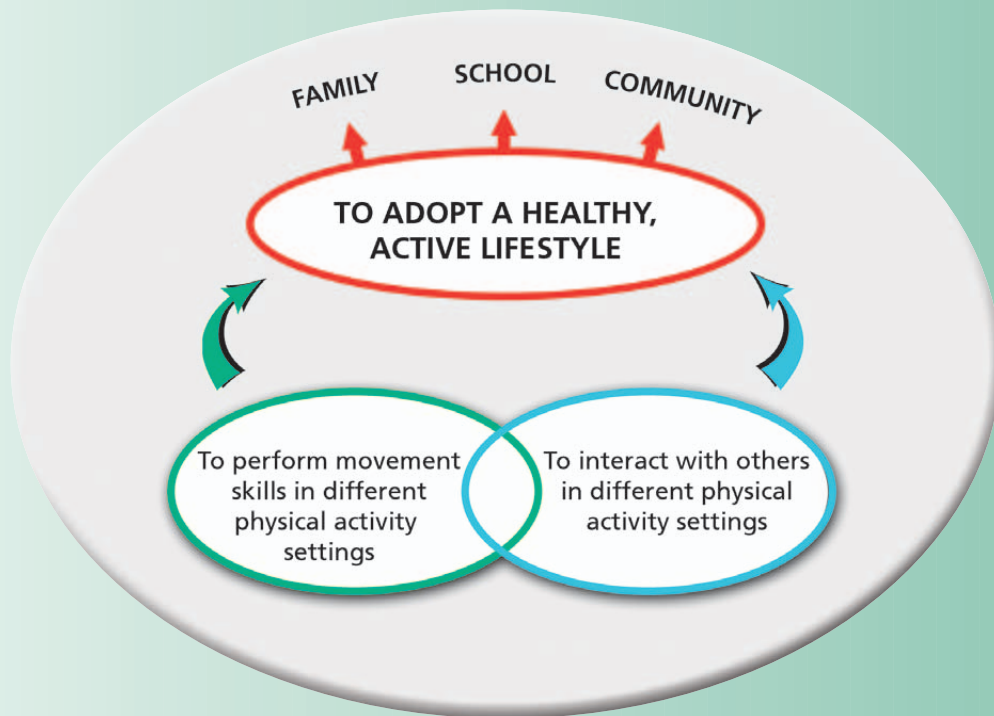 FAMILY
SCHOOL
COMMUNITY
TO ADOPT A HEALTHY,
ACTIVE LIFESTYLE
To perform movement
skills in different
physical activity
settings
To interact with others
in different physical
activity settings